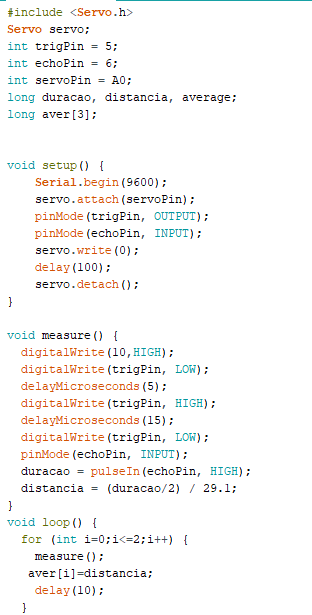 #include <Servo.h>
Servo servo;
int trigPin = 5;
int echoPin = 6;
int servoPin = A0;
long duracao, distancia, average;
long aver[3];
void setup() {
Serial.begin(9600);
servo.attach(servoPin);
pinMode(trigPin, OUTPUT);
pinMode(echoPin, INPUT);
servo.write(0);
delay(100);
servo.detach();
}
void measure() {
digitalWrite(10,HIGH);
digitalWrite(trigPin, LOW);
delayMicroseconds(5);
digitalWrite(trigPin, HIGH);
delayMicroseconds(15);
digitalWrite(trigPin, LOW);
pinMode(echoPin, INPUT);
duracao = pulseIn(echoPin, HIGH);
distancia = (duracao/2) / 29.1;
}
void loop() {
for (int i=0;i<=2;i++) {
measure();
aver[i]=distancia;
delay(10);
}